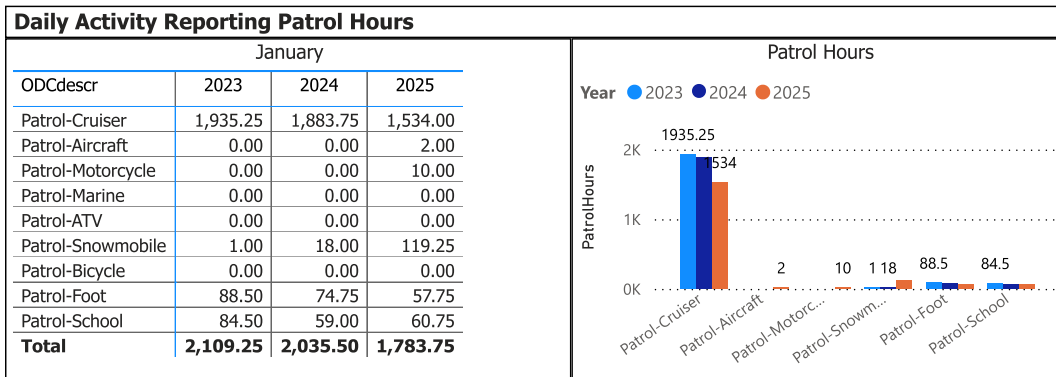 Daily Activity Reporting Patrol Hours
January
ODCdescr 2023 2024 2025
Patrol-Cruiser 1,935.25 1,883.75 1,534.00
Patrol-Aircraft 0.00 0.00 2.00
Patrol-Motorcycle 0.00 0.00 10.00
Patrol-Marine 0.00 0.00 0.00
Patrol-ATV 0.00 0.00 0.00
Patrol-Snowmobile 1.00 18.00 119.25
Patrol-Bicycle 0.00 0.00 0.00
Patrol-Foot 88.50 74.75 57.75
Patrol-School 84.50 59.00 60.75
Total 2,109.25 2,035.50 1,783.75
Patrol Hours
Year 2023 2024 2025
PatrolHours
2K
1K
0K
1935.25
1534
2
10
1
18
88.5
84.5
Patrol-Cruiser
Patrol-Aircraft
Patrol-Motorc...
Patrol-Snowm...
Patrol-Foot
Patrol-School